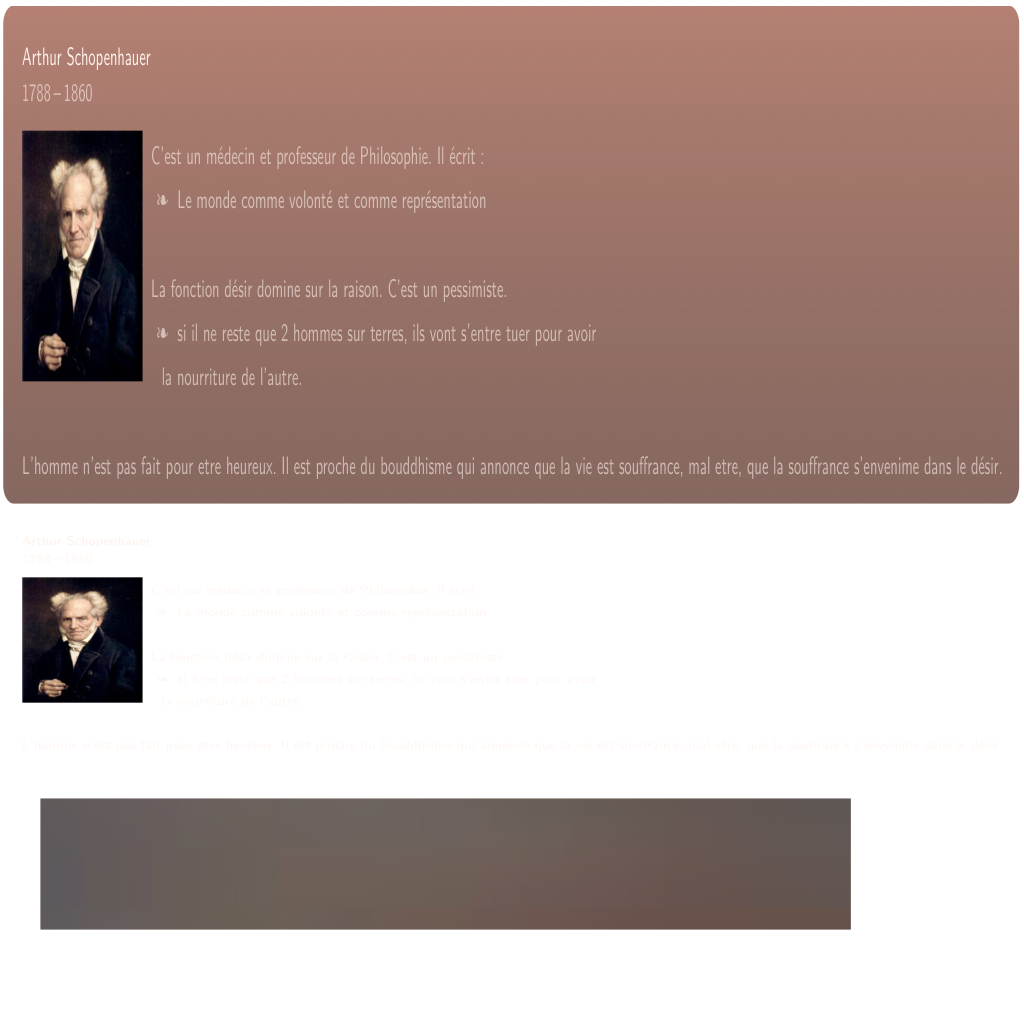 Arthur Schopenhauer
1788 – 1860
C'est un médecin et professeur de Philosophie. Il écrit :
❧ Le monde comme volonté et comme représentation
La fonction désir domine sur la raison. C'est un pessimiste.
❧ si il ne reste que 2 hommes sur terres, ils vont s'entre tuer pour avoir
la nourriture de l'autre.
L'homme n'est pas fait pour etre heureux. Il est proche du bouddhisme qui annonce que la vie est souffrance, mal etre, que la souffrance s'envenime dans le désir.
Arthur Schopenhauer
1788 – 1860
C'est un médecin et professeur de Philosophie. Il écrit :
❧ Le monde comme volonté et comme représentation
La fonction désir domine sur la raison. C'est un pessimiste.
❧ si il ne reste que 2 hommes sur terres, ils vont s'entre tuer pour avoir
la nourriture de l'autre.
L'homme n'est pas fait pour etre heureux. Il est proche du bouddhisme qui annonce que la vie est souffrance, mal etre, que la souffrance s'envenime dans le désir.